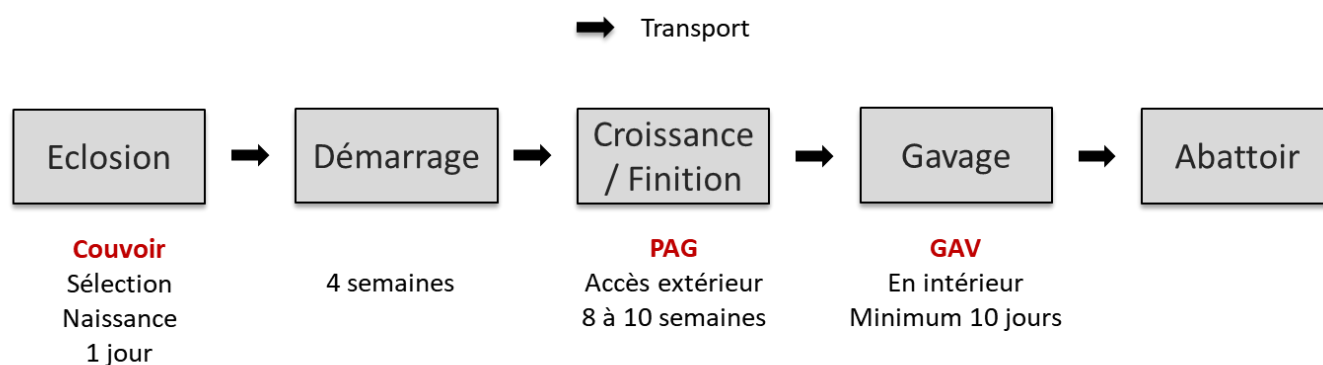 Transport
Eclosion
Démarrage
Croissance
/ Finition
Gavage
Abattoir
Couvoir
Sélection
Naissance
1 jour
4 semaines
PAG
Accès extérieur
8 à 10 semaines
GAV
En intérieur
Minimum 10 jours